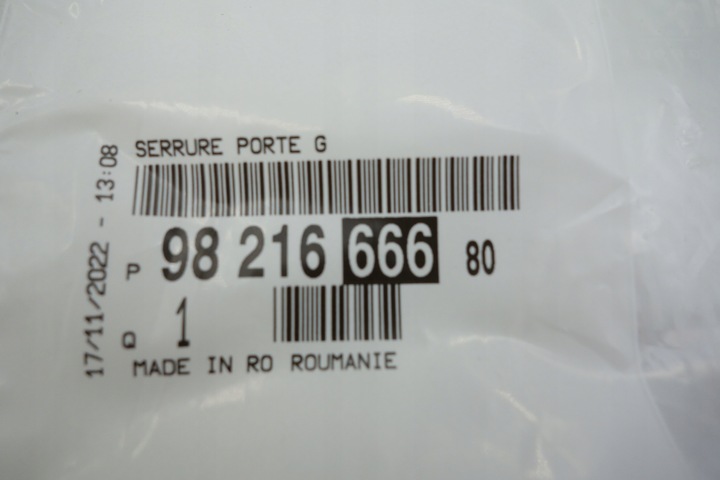 SERRURE PORTE G
P 98 216 666 80
Q 1
MADE IN RO ROUMANIE
17/11/2022 - 13:08